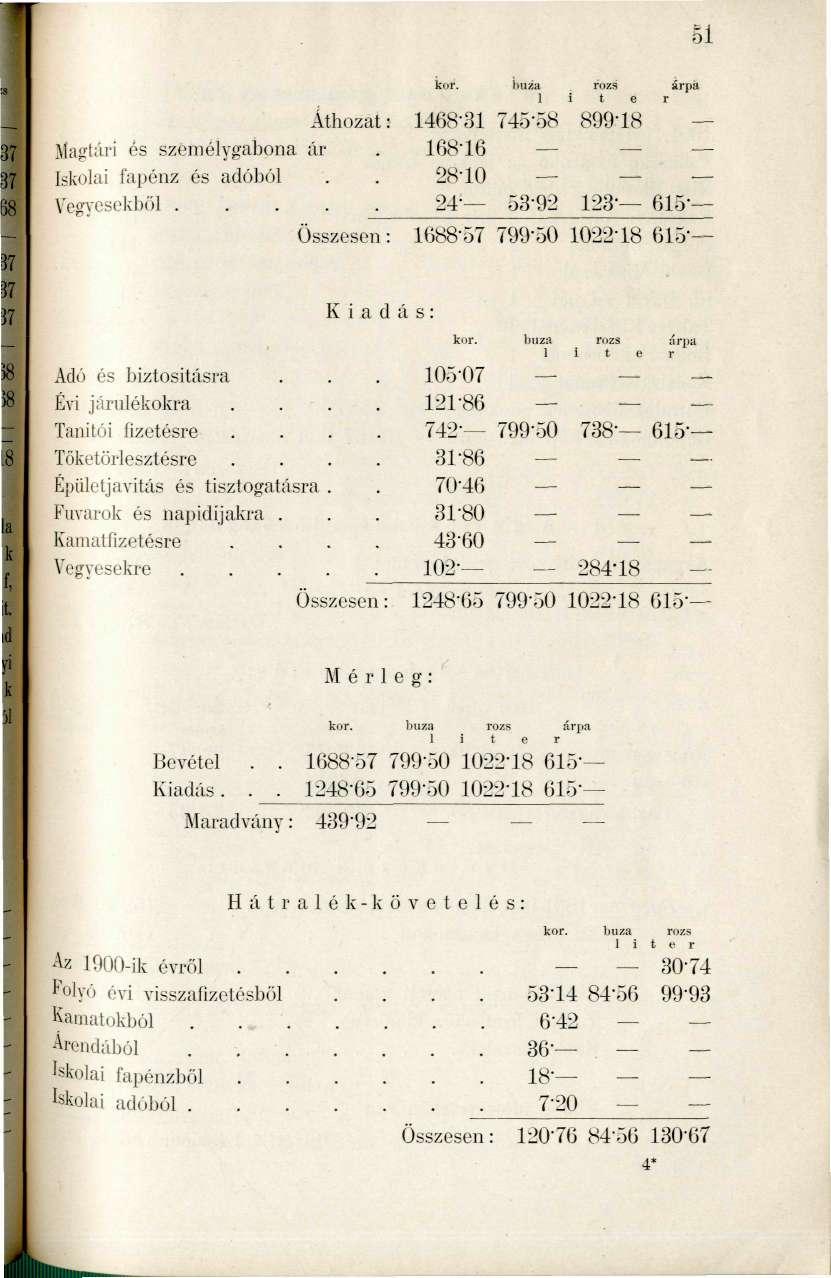 51
kor. buza rozs árpa
l i t e r
Áthozat: 1468·31 745·58 899·18 —
Magtári és személygabona ár . 168·16 — — —
Iskolai fapénz és adóból . . 28·10 — — —
Vegyesekből . . . . . 24·— 53·92 123·— 615·—
Összesen: 1688·57 799·50 1022·18 615·—
Kiadás:
kor. buza rozs árpa
l i t e r
Adó és biztositásra . . . 105·07 — — —
Évi járulékokra . . . . 121·86 — — —
Tanitói fizetésre . . . . 742·— 799·50 738·— 615·—
Töketörlesztésre . . . . 31·86 — — —
Épületjavitás és tisztogatásra . . 70·46 — — —
Fuvarok és napidíjakra . . . 31·80 — — —
Kamatfizetésre . . . . 43·60 — — —
Vegyesekre . . . . . 102·— — 284·18 —
Összesen: 1248·65 799·50 1022·18 615·—
Mérleg:
kor. buza rozs árpa
l i t e r
Bevétel . . 1688·57 799·50 1022·18 615·—
Kiadás . . . 1248·65 799·50 1022·18 615·—
Maradvány: 439·92 — — —
Hátralék-követelés:
kor. buza rozs
l i t e r
Az 1900-ik évről . . . . . . — — 30·74
Folyó évi visszafizetésből . . . . 53·14 84·56 99·93
Kamatokból . . . . . . . 6·42 — —
Árendából . . . . . . . 36·— — —
Iskolai fapénzből . . . . . . 18·— — —
Iskolai adóból . . . . . . . 7·20 — —
Összesen: 120·76 84·56 130·67
4*